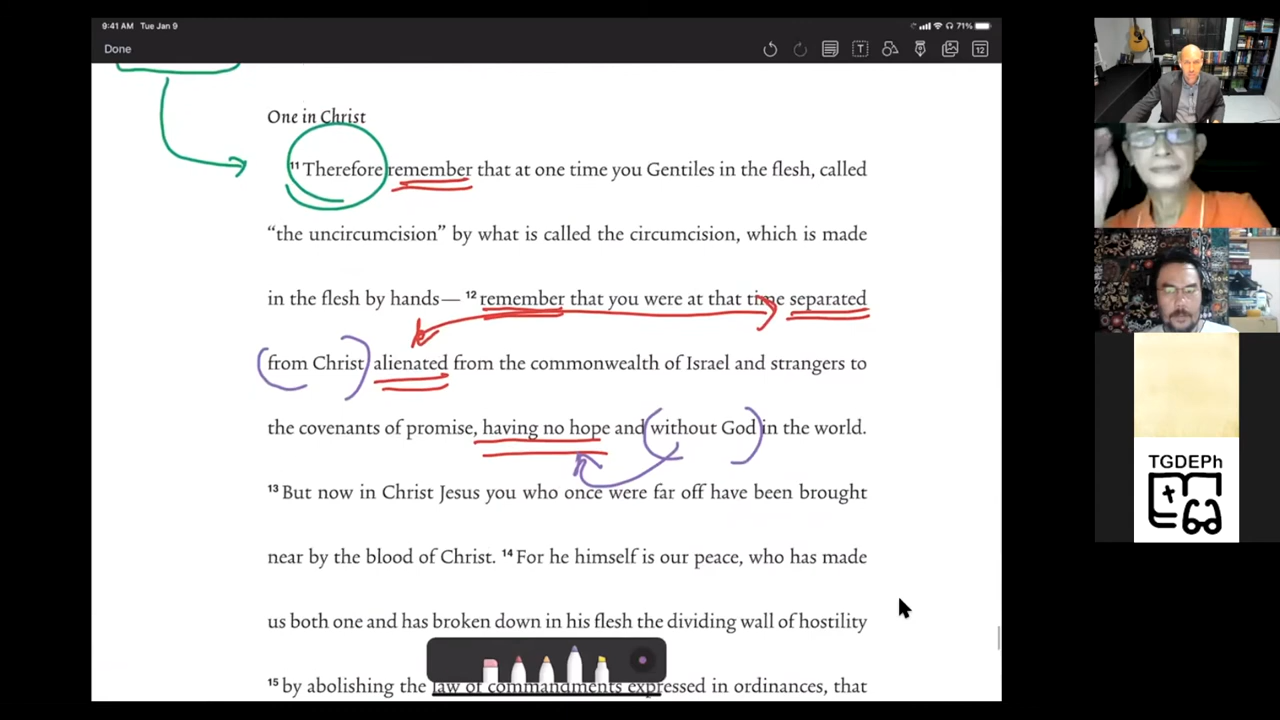 9:41 AM Tue Jan 9
71%
Done
12
One in Christ
11 Therefore remember that at one time you Gentiles in the flesh, called
“the uncircumcision” by what is called the circumcision, which is made
in the flesh by hands— 12 remember that you were at that time separated
from Christ alienated from the commonwealth of Israel and strangers to
the covenants of promise, having no hope and without God in the world.
13 But now in Christ Jesus you who once were far off have been brought
near by the blood of Christ. 14 For he himself is our peace, who has made
us both one and has broken down in his flesh the dividing wall of hostility
15 by abolishing the law of commandments expressed in ordinances, that
TGDEPh